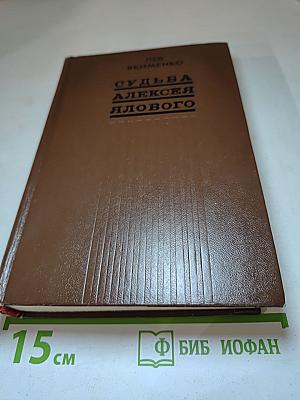 ЛЕВ
ЯКИМЕНКО
СУДЬБА
АЛЕКСЕЯ
ЯЛОВОГО
15 см
Ф БИБ ИОФАН